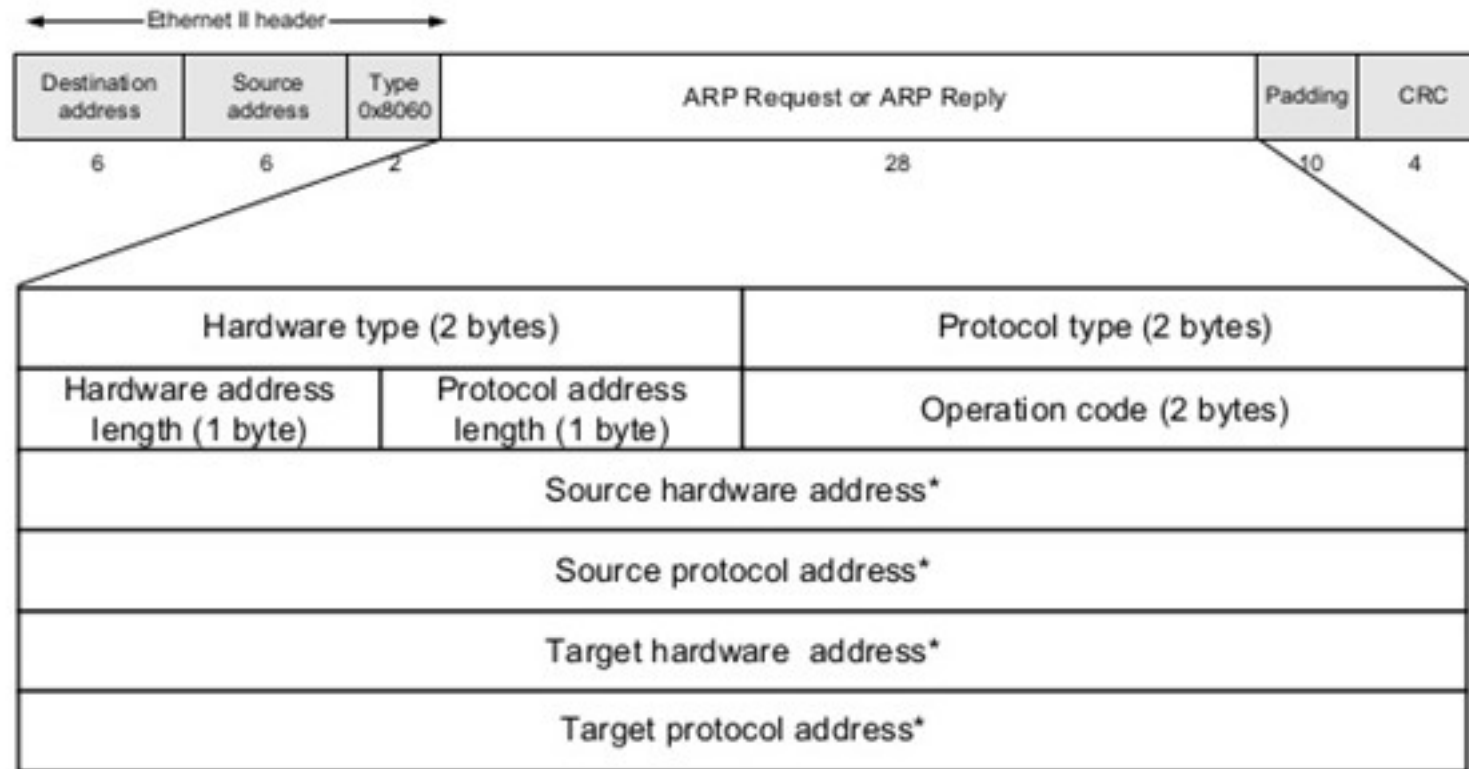 Ethernet II header
Destination
address
Source
address
Type
0x8060
ARP Request or ARP Reply
Padding
CRC
6
6
2
28
10
4
Hardware type (2 bytes)
Protocol type (2 bytes)
Hardware address
length (1 byte)
Protocol address
length (1 byte)
Operation code (2 bytes)
Source hardware address*
Source protocol address*
Target hardware address*
Target protocol address*